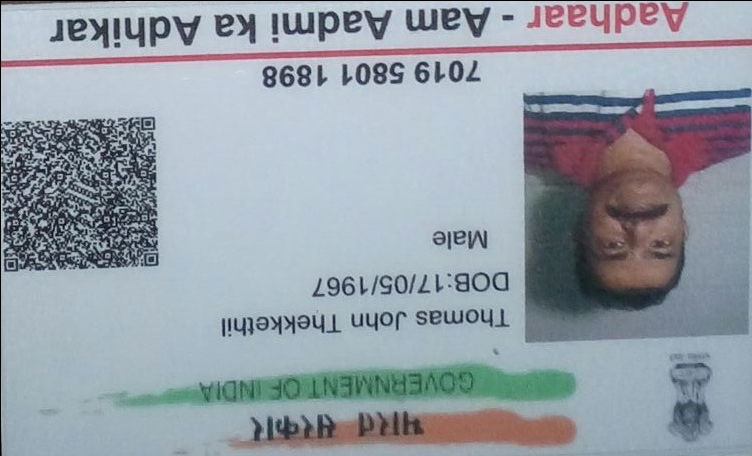 भारत सरकार
GOVERNMENT OF INDIA
Thomas John Thekkethil
DOB:17/05/1967
Male
7019 5801 1898
Aadhaar - Aam Aadmi ka Adhikar